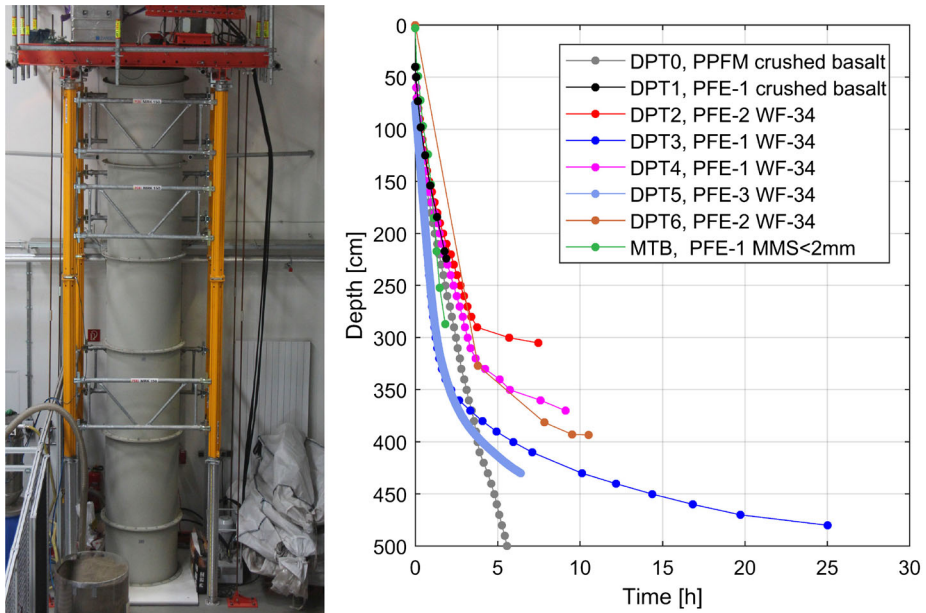 0
50
100
150
200
250
300
350
400
450
500
Depth [cm]
DPT0, PPFM crushed basalt
DPT1, PFE-1 crushed basalt
DPT2, PFE-2 WF-34
DPT3, PFE-1 WF-34
DPT4, PFE-1 WF-34
DPT5, PFE-3 WF-34
DPT6, PFE-2 WF-34
MTB, PFE-1 MMS<2mm
0 5 10 15 20 25 30
Time [h]